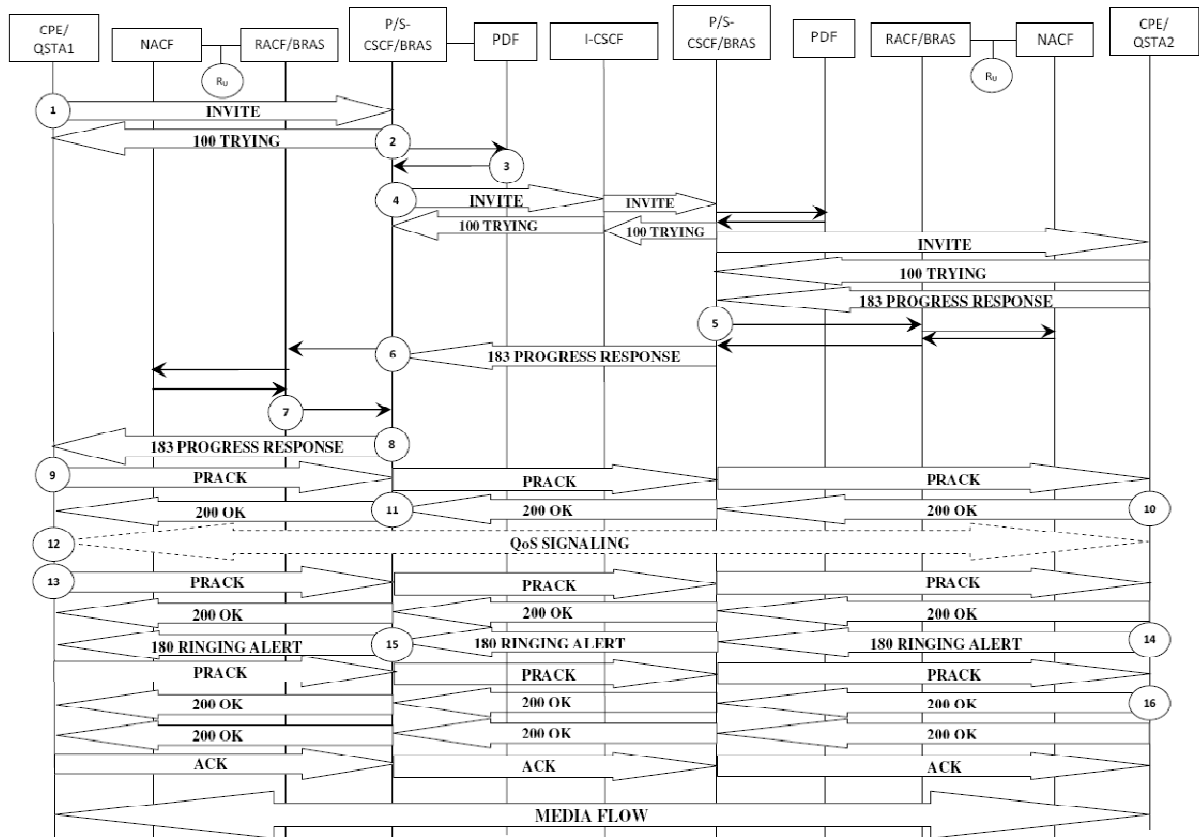 CPE/
QSTA1
NACF
RACF/BRAS
P/S-
CSCF/BRAS
PDF
I-CSCF
P/S-
CSCF/BRAS
PDF
RACF/BRAS
NACF
CPE/
QSTA2
RU
RU
1
INVITE
100 TRYING
2
3
4
INVITE
INVITE
100 TRYING
100 TRYING
INVITE
100 TRYING
183 PROGRESS RESPONSE
5
6
183 PROGRESS RESPONSE
7
183 PROGRESS RESPONSE
8
9
PRACK
PRACK
PRACK
200 OK
11
200 OK
200 OK
10
12
QoS SIGNALING
13
PRACK
PRACK
PRACK
200 OK
200 OK
200 OK
180 RINGING ALERT
15
180 RINGING ALERT
180 RINGING ALERT
14
PRACK
PRACK
PRACK
200 OK
200 OK
200 OK
16
200 OK
200 OK
200 OK
ACK
ACK
ACK
MEDIA FLOW